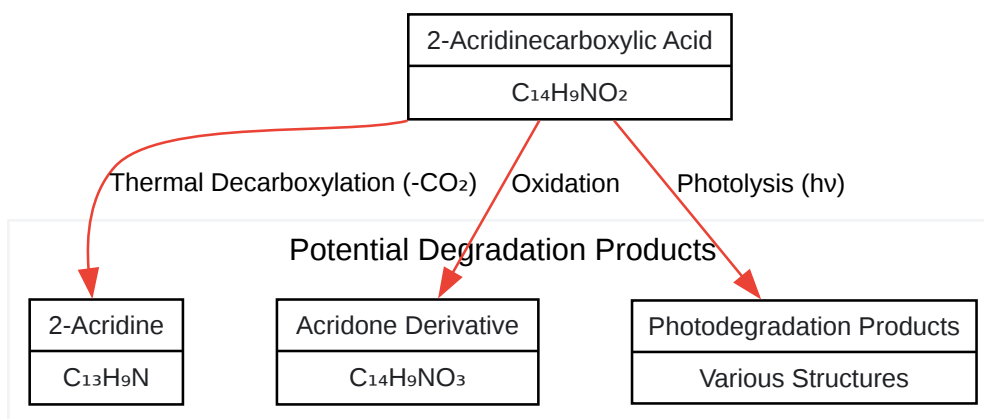 2-Acridinecarboxylic Acid
C₁₄H₉NO₂
Thermal Decarboxylation (-CO₂)
Oxidation
Photolysis (hν)
Potential Degradation Products
2-Acridine
C₁₃H₉N
Acridone Derivative
C₁₄H₉NO₃
Photodegradation Products
Various Structures